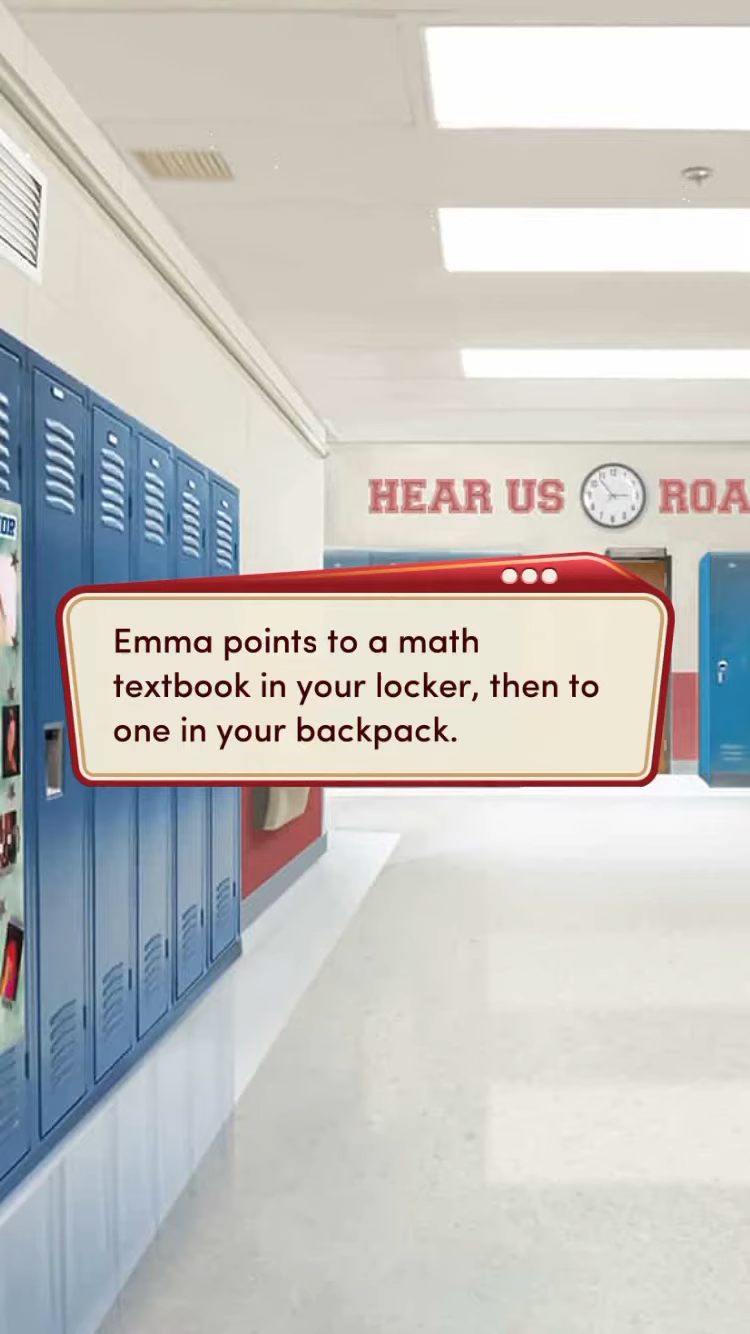 HEAR US ROA
Emma points to a math
textbook in your locker, then to
one in your backpack.